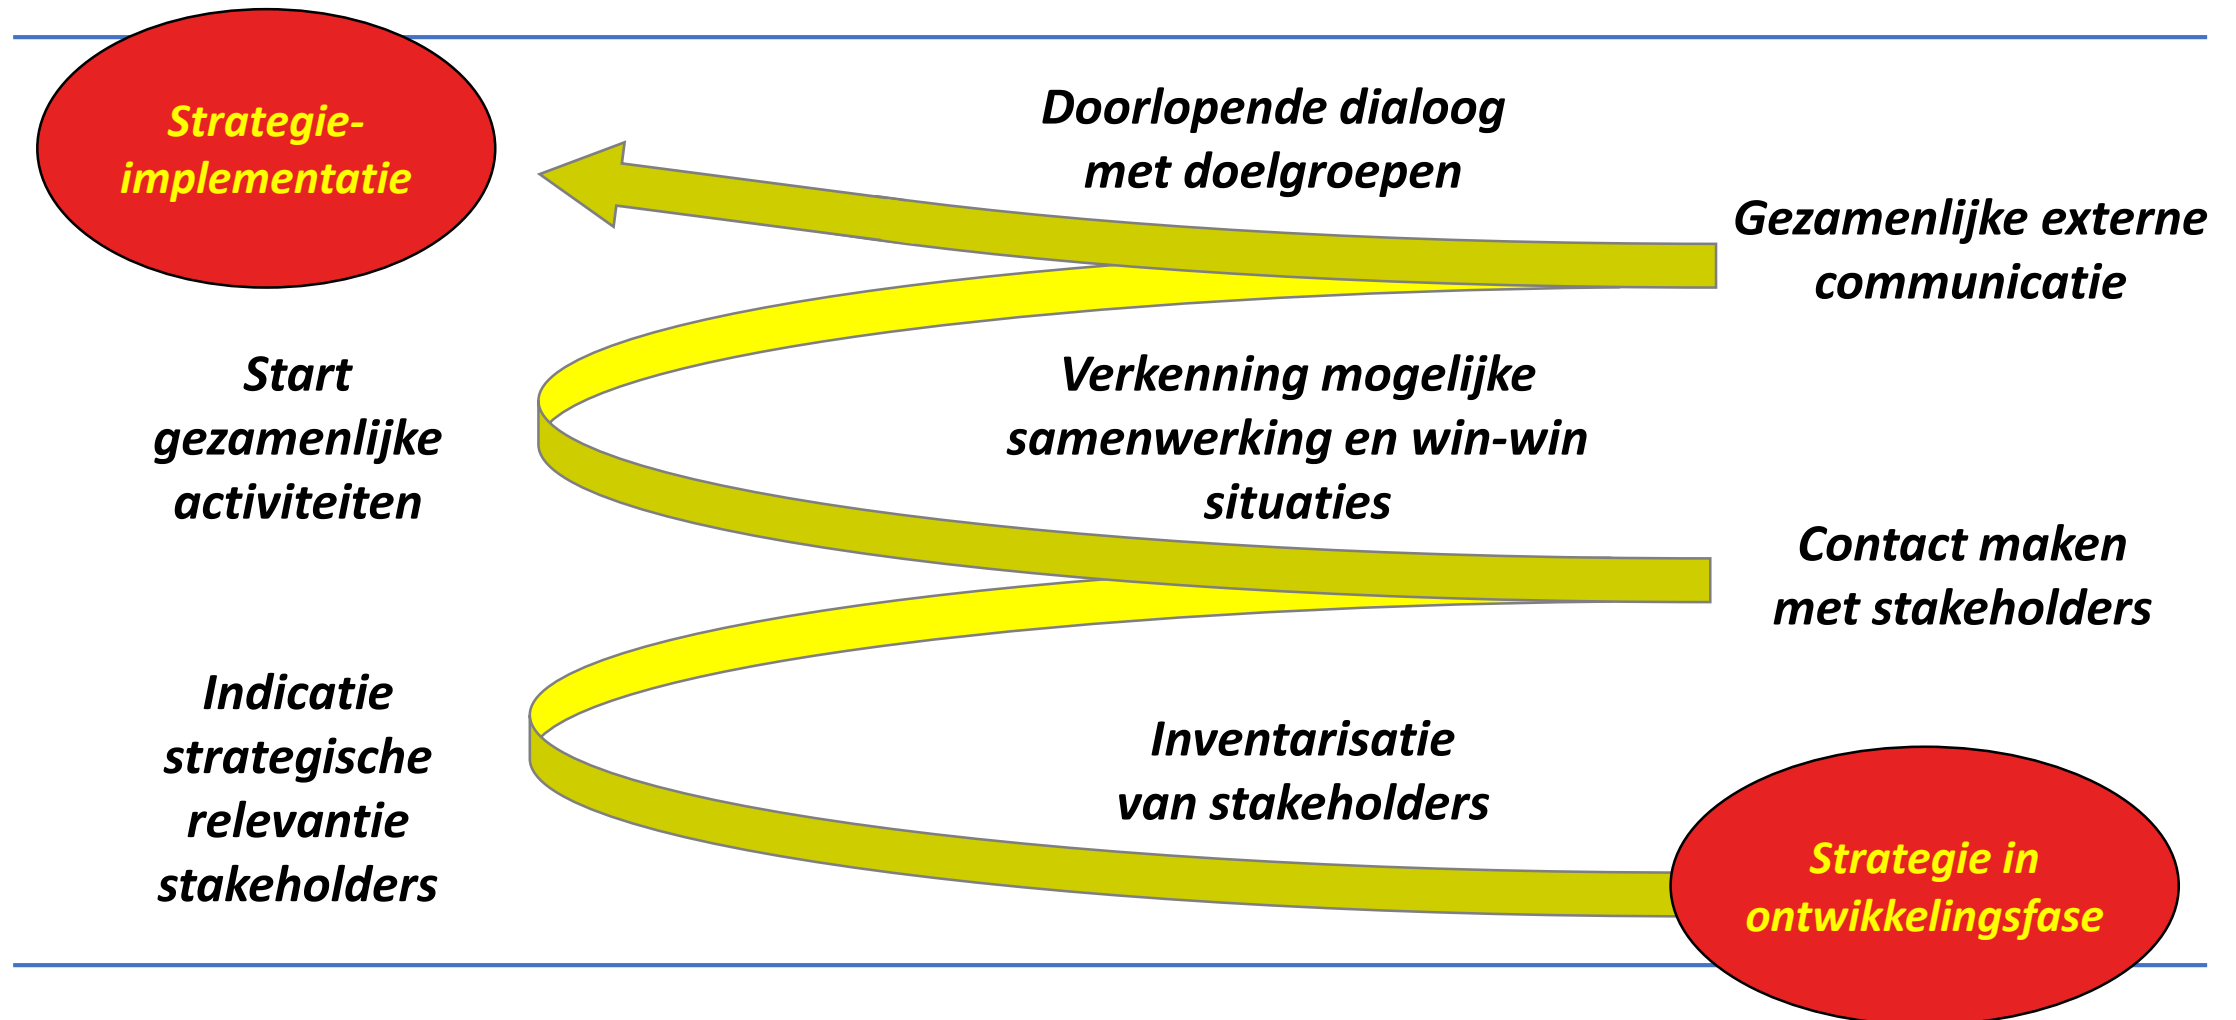 Strategie-
implementatie
Doorlopende dialoog
met doelgroepen
Gezamenlijke externe
communicatie
Start
gezamenlijke
activiteiten
Verkenning mogelijke
samenwerking en win-win
situaties
Contact maken
met stakeholders
Indicatie
strategische
relevantie
stakeholders
Inventarisatie
van stakeholders
Strategie in
ontwikkelingsfase